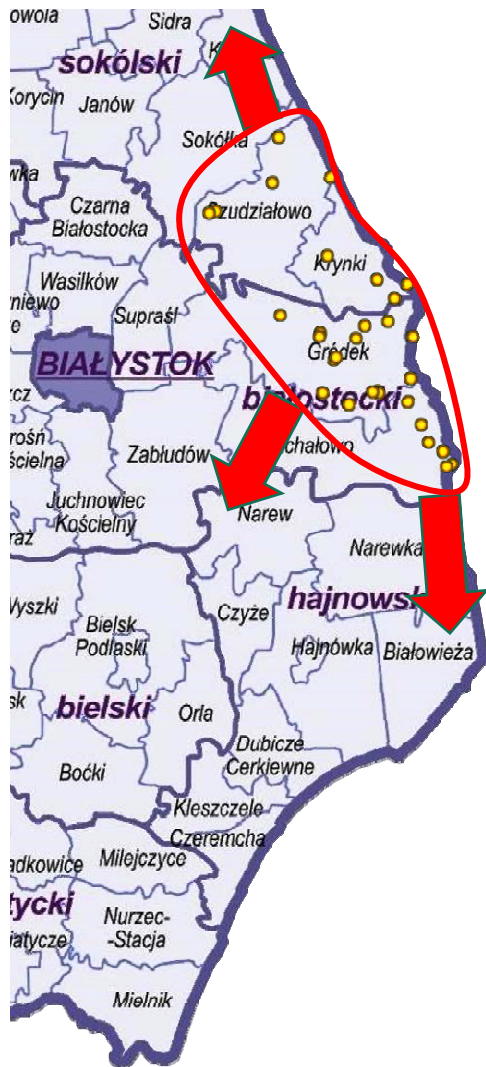 Sidra
sokólski
Korycin
Janów
Sokółka
Czarna
Białostocka
Szudziałowo
Wasilków
Krynki
Supraśl
BIAŁYSTOK
Gródek
białostocki
Zabłudów
Juchnowiec
Kościelny
Narew
Narewka
hajnowski
Czyże
Wyszki
Bielsk
Podlaski
Hajnówka
Białowieża
bielski
Orla
Dubicze
Cerkiewne
Boćki
Kleszczele
Czeremcha
Milejczyce
tycki
Nurzec-
-Stacja
Mielnik